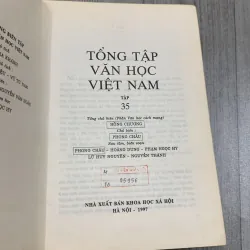 TỔNG TẬP
VĂN HỌC
VIỆT NAM
TẬP
35
Tổng chủ biên (Phần Văn học cách mạng)
HỒNG CHƯƠNG
Chủ biên :
PHONG CHÂU
Sưu tầm, biên soạn
PHONG CHÂU - HOÀNG DUNG - PHẠM NGỌC HY
LỮ HUY NGUYÊN - NGUYỄN THÀNH
NHÀ XUẤT BẢN KHOA HỌC XÃ HỘI
HÀ NỘI - 1997